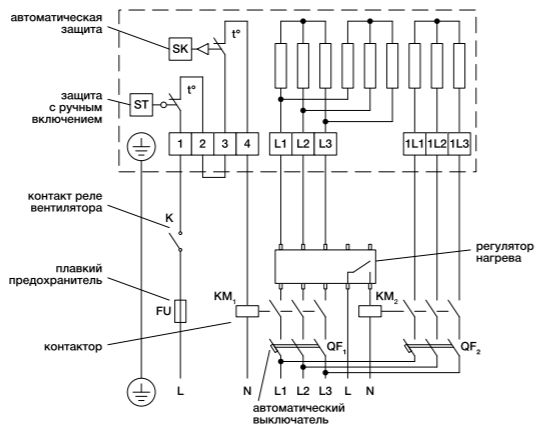 автоматическая
защита
SK
t°
защита
с ручным
включением
ST
t°
1 2 3 4 L1 L2 L3 1L1 1L2 1L3
контакт реле
вентилятора
K
регулятор
нагрева
плавкий
предохранитель
FU
KM1
KM2
контактор
QF1
QF2
L N L1 L2 L3 L N
автоматический
выключатель